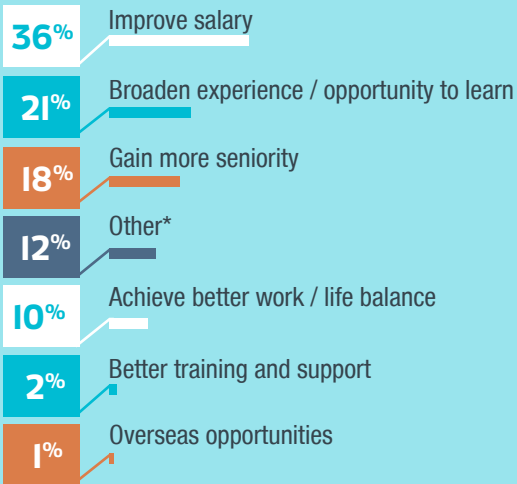 36% Improve salary
21% Broaden experience / opportunity to learn
18% Gain more seniority
12% Other*
10% Achieve better work / life balance
2% Better training and support
1% Overseas opportunities